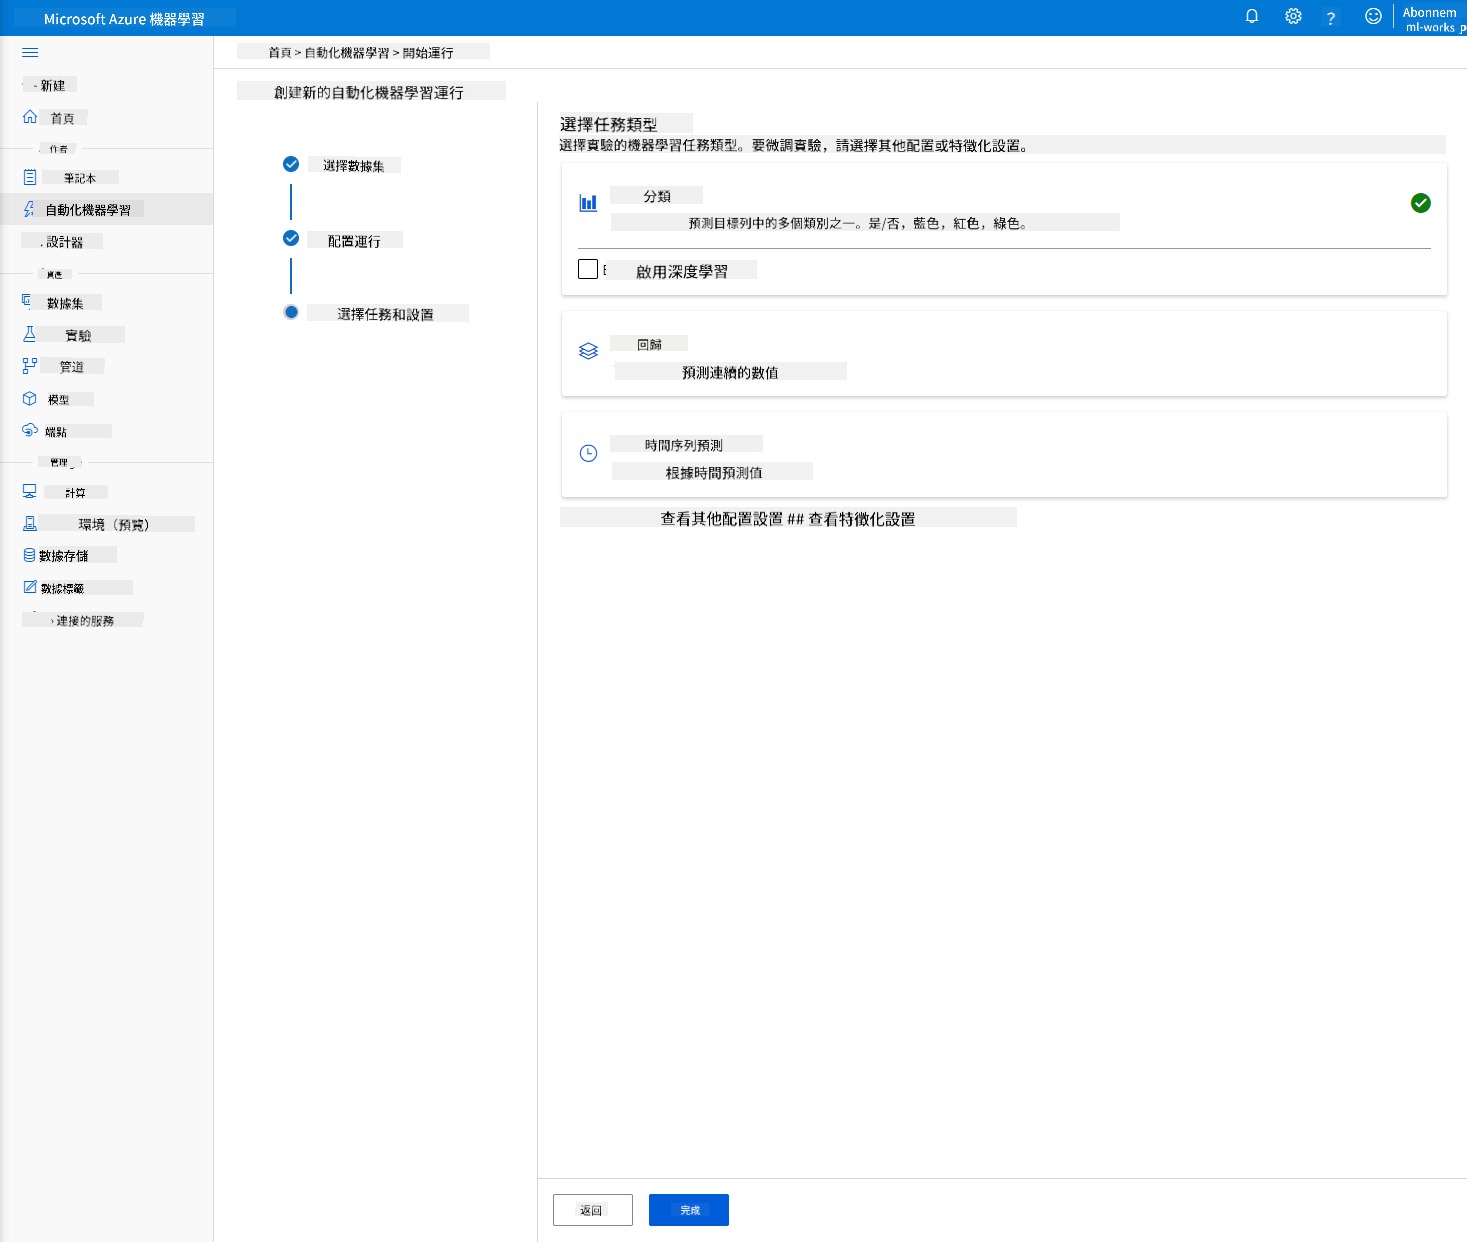 Microsoft Azure 機器學習
?
Abonnem
ml-works
首頁 > 自動化機器學習 > 開始運行
- 新建
首頁
作者
筆記本
自動化機器學習
. 設計器
資產
數據集
實驗
管道
模型
端點
管理
計算
環境（預覽）
數據存儲
數據標籤
› 連接的服務
創建新的自動化機器學習運行
選擇數據集
配置運行
選擇任務和設置
選擇任務類型
選擇實驗的機器學習任務類型。要微調實驗，請選擇其他配置或特徵化設置。
分類
預測目標列中的多個類別之一。是/否，藍色，紅色，綠色。
啟用深度學習
回歸
預測連續的數值
時間序列預測
根據時間預測值
查看其他配置設置 ## 查看特徵化設置
返回
完成